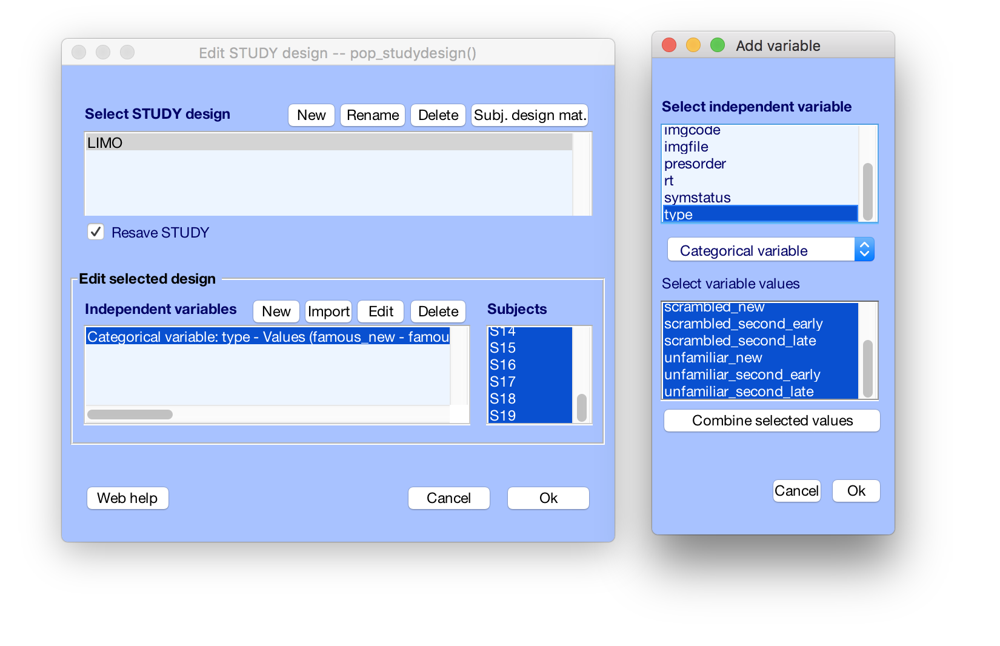 Edit STUDY design -- pop_studydesign()
Select STUDY design
New
Rename
Delete
Subj. design mat.
LIMO
Resave STUDY
Edit selected design
Independent variables
New
Import
Edit
Delete
Subjects
Categorical variable: type - Values (famous_new - famou
S14
S15
S16
S17
S18
S19
Web help
Cancel
Ok
Add variable
Select independent variable
imgcode
imgfile
presorder
rt
symstatus
type
Categorical variable
Select variable values
scrambled_new
scrambled_second_early
scrambled_second_late
unfamiliar_new
unfamiliar_second_early
unfamiliar_second_late
Combine selected values
Cancel
Ok